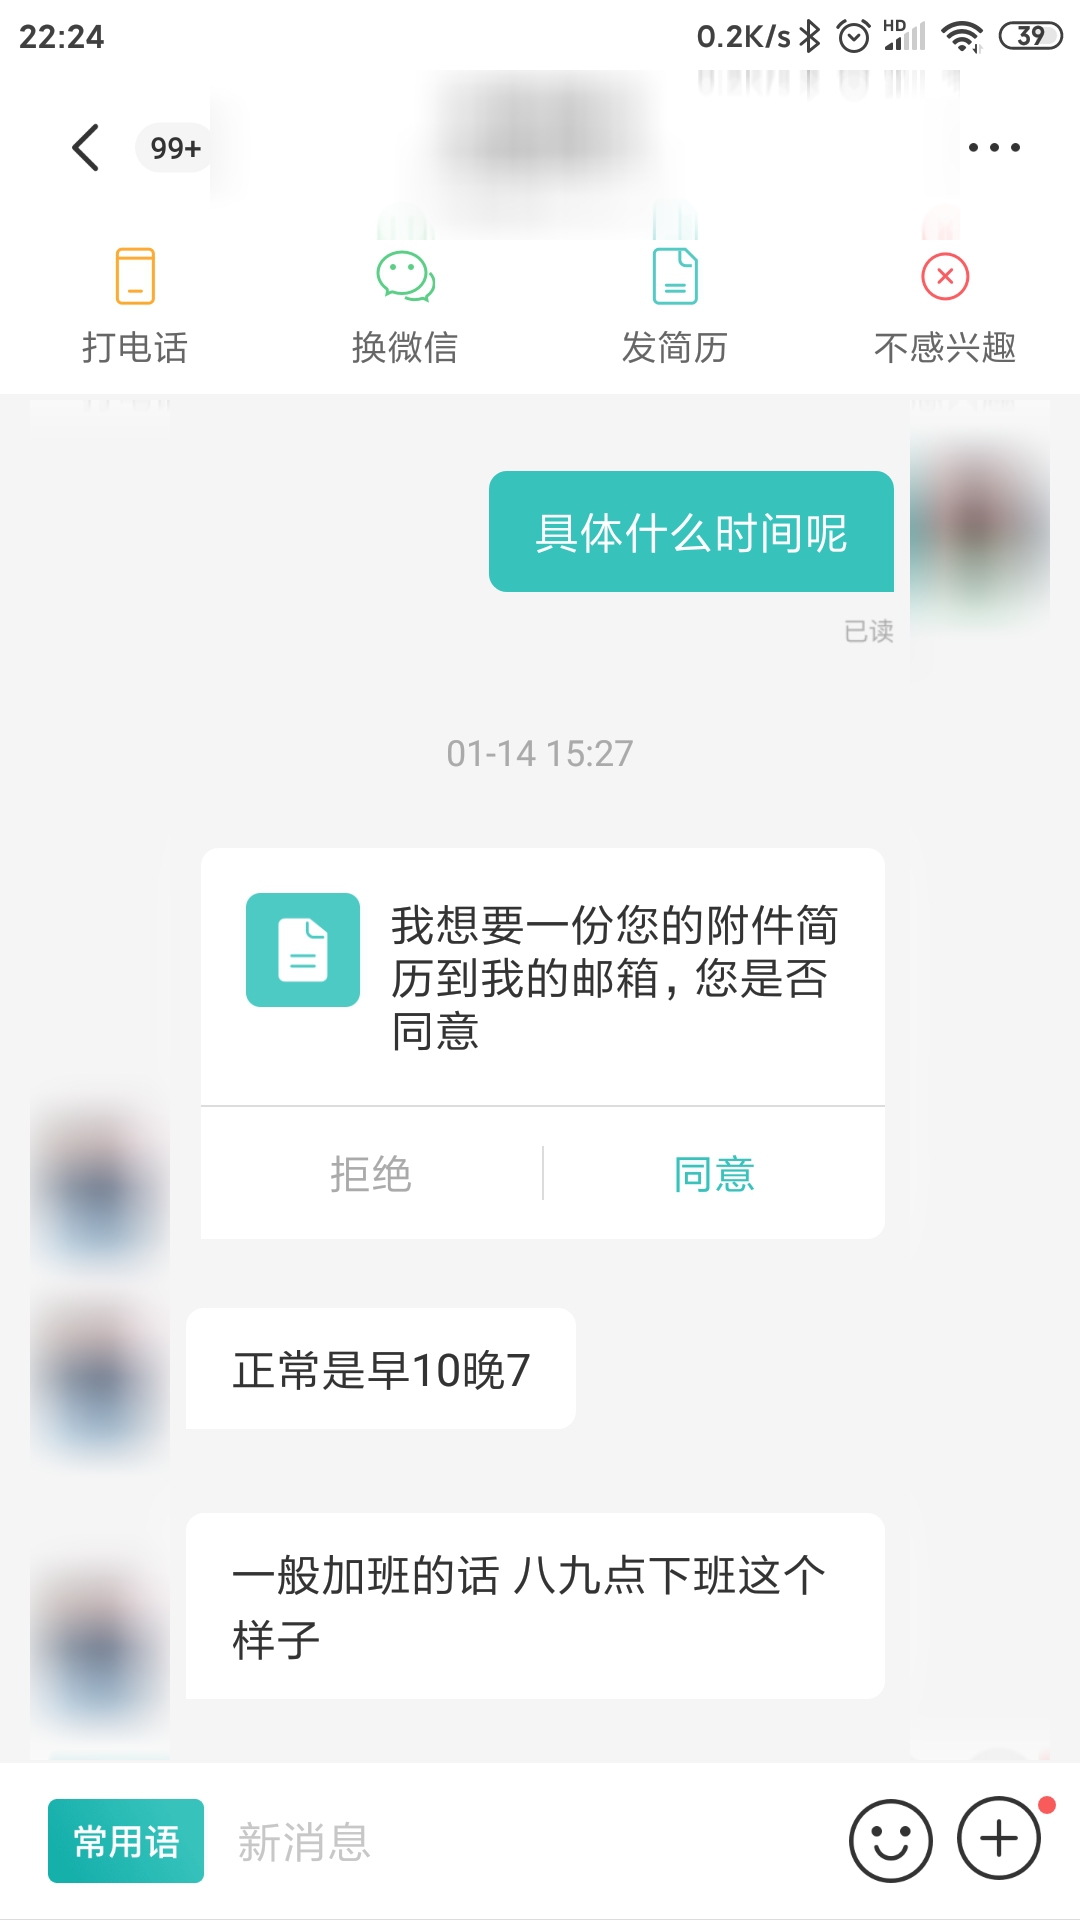 22:24
0.2K/s HD 39
99+
打电话
换微信
发简历
不感兴趣
具体什么时间呢
已读
01-14 15:27
我想要一份您的附件简
历到我的邮箱，您是否
同意
拒绝
同意
正常是早10晚7
一般加班的话 八九点下班这个
样子
常用语
新消息